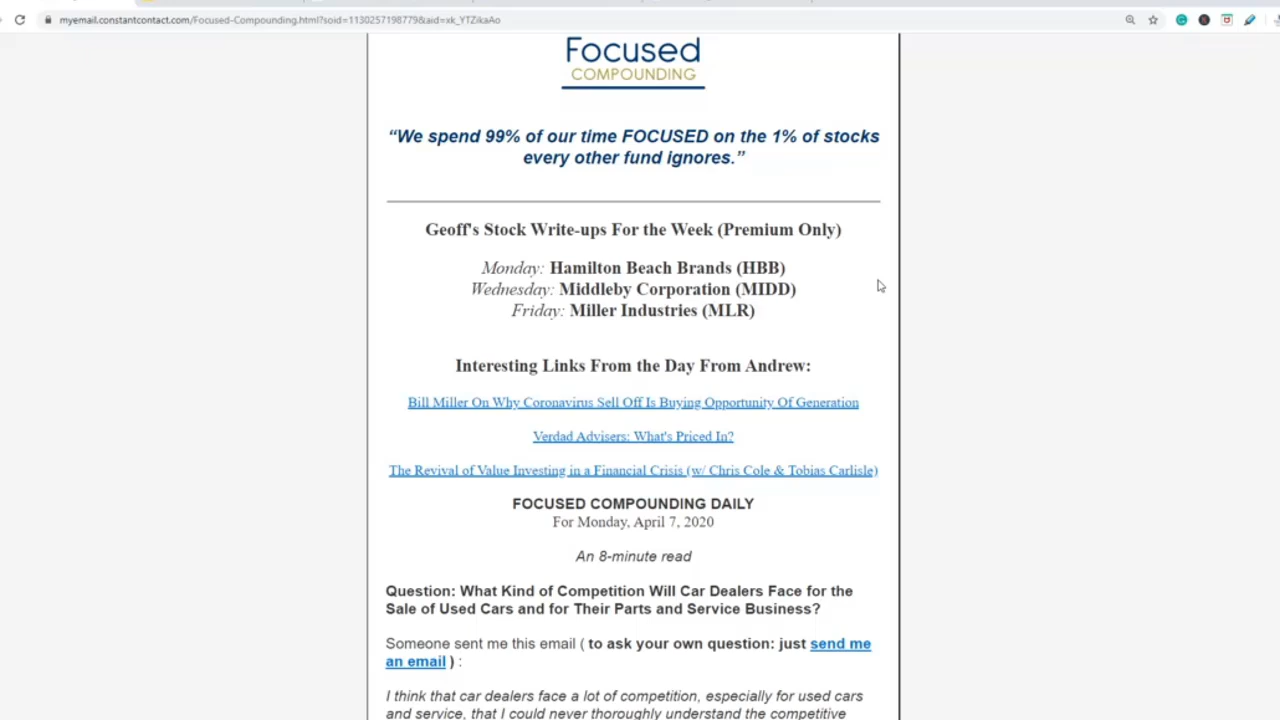 myemail.constantcontact.com/Focused-Compounding.html?soid=1130257198779&aid=xk_YTZikaAo
Focused
COMPOUNDING
“We spend 99% of our time FOCUSED on the 1% of stocks
every other fund ignores.”
Geoff's Stock Write-ups For the Week (Premium Only)
Monday: Hamilton Beach Brands (HBB)
Wednesday: Middleby Corporation (MIDD)
Friday: Miller Industries (MLR)
Interesting Links From the Day From Andrew:
Bill Miller On Why Coronavirus Sell Off Is Buying Opportunity Of Generation
Verdad Advisers: What's Priced In?
The Revival of Value Investing in a Financial Crisis (w/ Chris Cole & Tobias Carlisle)
FOCUSED COMPOUNDING DAILY
For Monday, April 7, 2020
An 8-minute read
Question: What Kind of Competition Will Car Dealers Face for the
Sale of Used Cars and for Their Parts and Service Business?
Someone sent me this email ( to ask your own question: just send me
an email ) :
I think that car dealers face a lot of competition, especially for used cars
and service, that I could never thoroughly understand the competitive